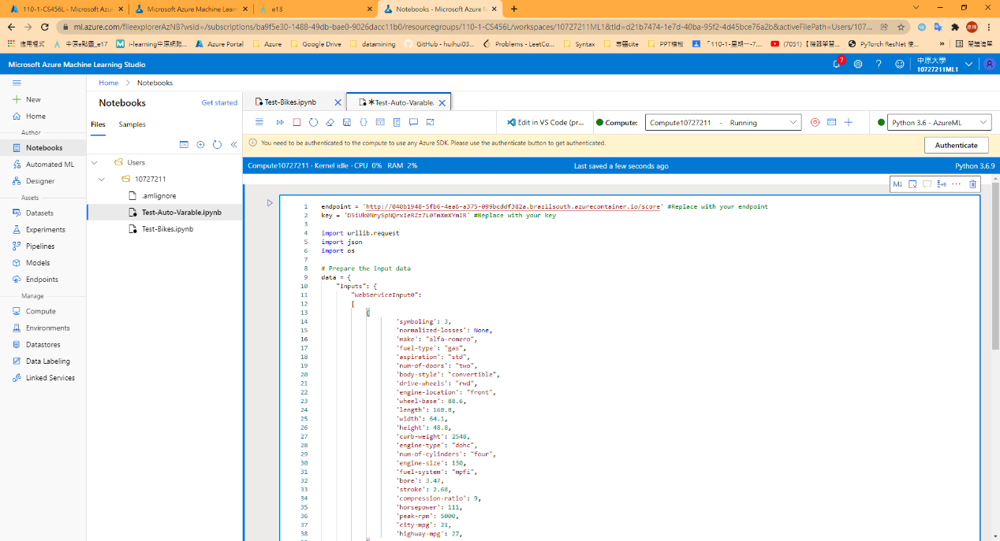 110-1-CS456L - Microsoft Azur
Microsoft Azure Machine Learn
e13
Notebooks - Microsoft Azure M
ml.azure.com/fileexplorerAzNB?wsid=/subscriptions/ba9f5e30-1488-49db-bae0-9026dacc11b0/resourcegroups/110-1-CS456L/workspaces/10727211ML1&tid=d21b7474-1e7d-40ba-95f2-4d45bce76a2b&activeFilePath=Users/107...
應用程式
中原e點靈_e17
i-learning中原網路...
Azure Portal
Azure
Google Drive
datamining
GitHub - huihui03...
Problems - LeetCo...
Syntax
專題cite
PPT模板
「110-1-星期一-7....
(7051)【機器學習...
PyTorch ResNet 使...
»
閱讀清單
Microsoft Azure Machine Learning Studio
7
中原大學
10727211ML1
Home > Notebooks
New
Home
Author
Notebooks
Automated ML
Designer
Assets
Datasets
Experiments
Pipelines
Models
Endpoints
Manage
Compute
Environments
Datastores
Data Labeling
Linked Services
Notebooks
Get started
Files
Samples
Users
10727211
.amlignore
Test-Auto-Varable.ipynb
Test-Bikes.ipynb
Test-Bikes.ipynb
*Test-Auto-Varable.
Edit in VS Code (pr...
Compute:
Compute10727211 - Running
Python 3.6 - AzureML
You need to be authenticated to the compute to use any Azure SDK. Please use the authenticate button to get authenticated.
Authenticate
Compute10727211 · Kernel idle · CPU 0% RAM 2%
Last saved a few seconds ago
Python 3.6.9
M↓
1 endpoint = 'http://040b1948-5fb6-4ea6-a375-099bcddf382a.brazilsouth.azurecontainer.io/score' #Replace with your endpoint
2 key = 'DSiUk0NrySpNQrxIeRZz7L0TmXmXYmIR' #Replace with your key
3
4 import urllib.request
5 import json
6 import os
7
8 # Prepare the input data
9 data = {
10 "Inputs": {
11 "WebServiceInput0":
12 [
13 {
14 'symboling': 3,
15 'normalized-losses': None,
16 'make': "alfa-romero",
17 'fuel-type': "gas",
18 'aspiration': "std",
19 'num-of-doors': "two",
20 'body-style': "convertible",
21 'drive-wheels': "rwd",
22 'engine-location': "front",
23 'wheel-base': 88.6,
24 'length': 168.8,
25 'width': 64.1,
26 'height': 48.8,
27 'curb-weight': 2548,
28 'engine-type': "dohc",
29 'num-of-cylinders': "four",
30 'engine-size': 130,
31 'fuel-system': "mpfi",
32 'bore': 3.47,
33 'stroke': 2.68,
34 'compression-ratio': 9,
35 'horsepower': 111,
36 'peak-rpm': 5000,
37 'city-mpg': 21,
38 'highway-mpg': 27,